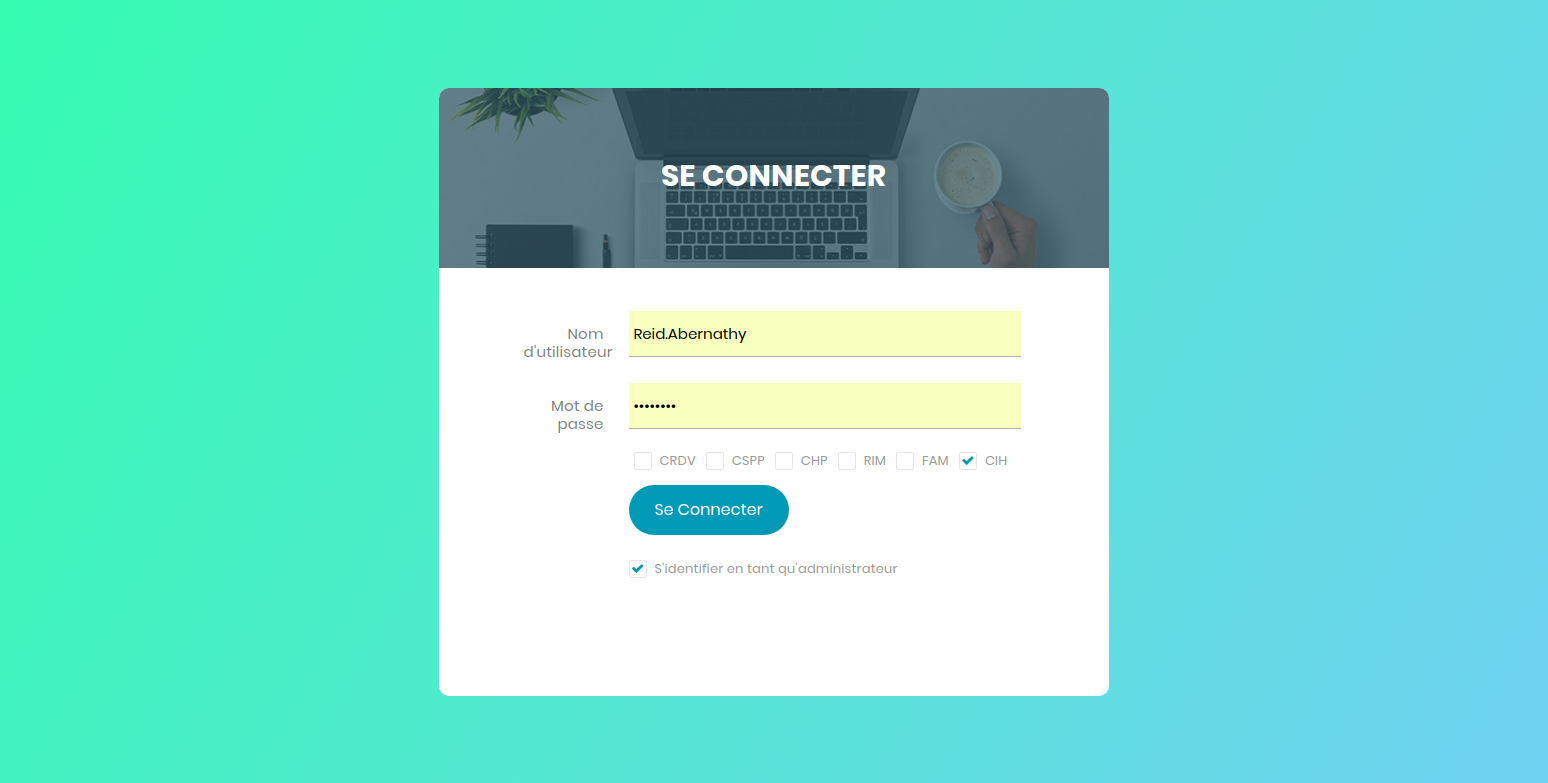 SE CONNECTER
Nom
d'utilisateur
Reid.Abernathy
Mot de
passe
••••••••
CRDV CSPP CHP RIM FAM CIH
Se Connecter
S'identifier en tant qu'administrateur